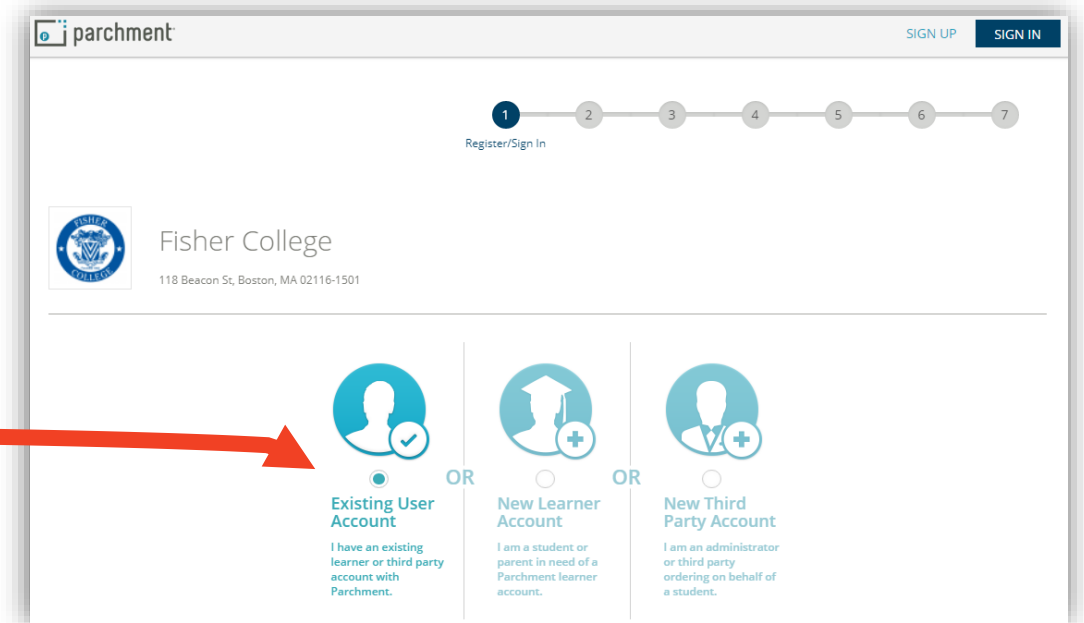 parchment
SIGN UP
SIGN IN
1 2 3 4 5 6 7
Register/Sign In
FISHER
COLLEGE
Fisher College
118 Beacon St, Boston, MA 02116-1501
OR
OR
Existing User
Account
I have an existing
learner or third party
account with
Parchment.
New Learner
Account
I am a student or
parent in need of a
Parchment learner
account.
New Third
Party Account
I am an administrator
or third party
ordering on behalf of
a student.